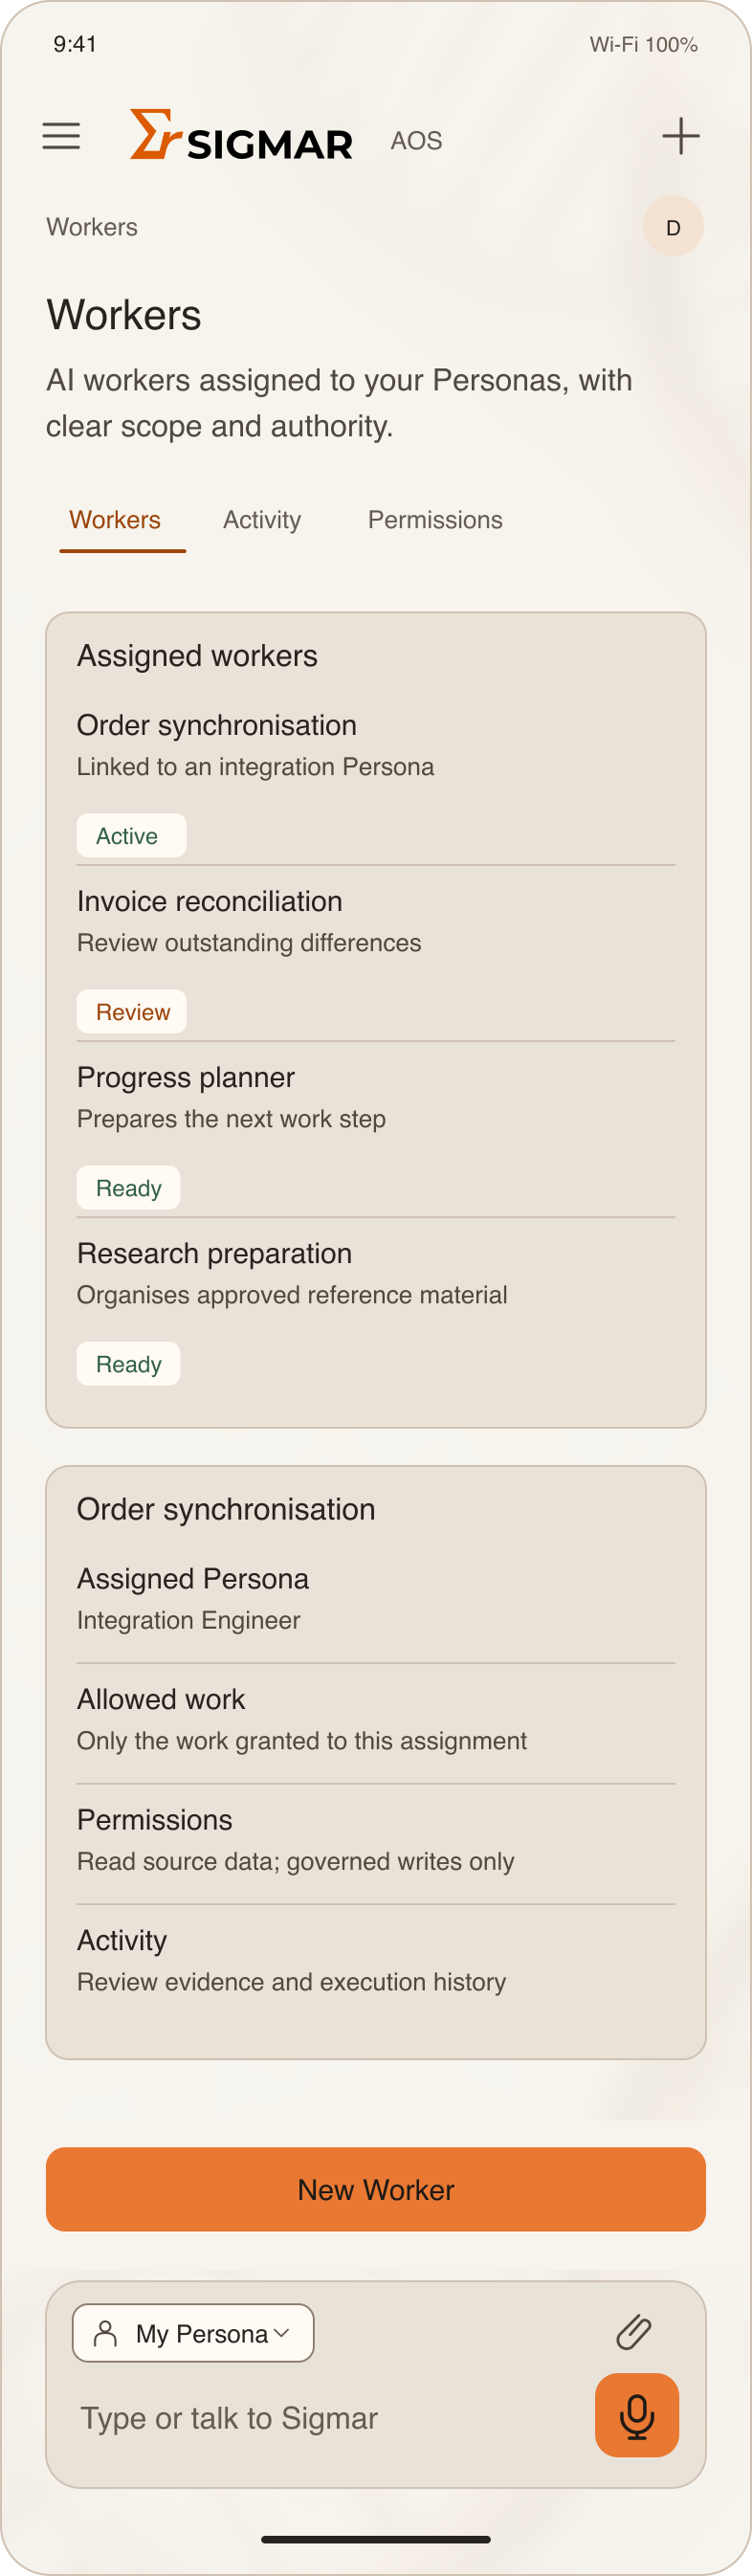 9:41 Wi-Fi 100%
Σr SIGMAR AOS
Workers D
Workers
AI workers assigned to your Personas, with
clear scope and authority.
Workers Activity Permissions
Assigned workers
Order synchronisation
Linked to an integration Persona
Active
Invoice reconciliation
Review outstanding differences
Review
Progress planner
Prepares the next work step
Ready
Research preparation
Organises approved reference material
Ready
Order synchronisation
Assigned Persona
Integration Engineer
Allowed work
Only the work granted to this assignment
Permissions
Read source data; governed writes only
Activity
Review evidence and execution history
New Worker
My Persona
Type or talk to Sigmar